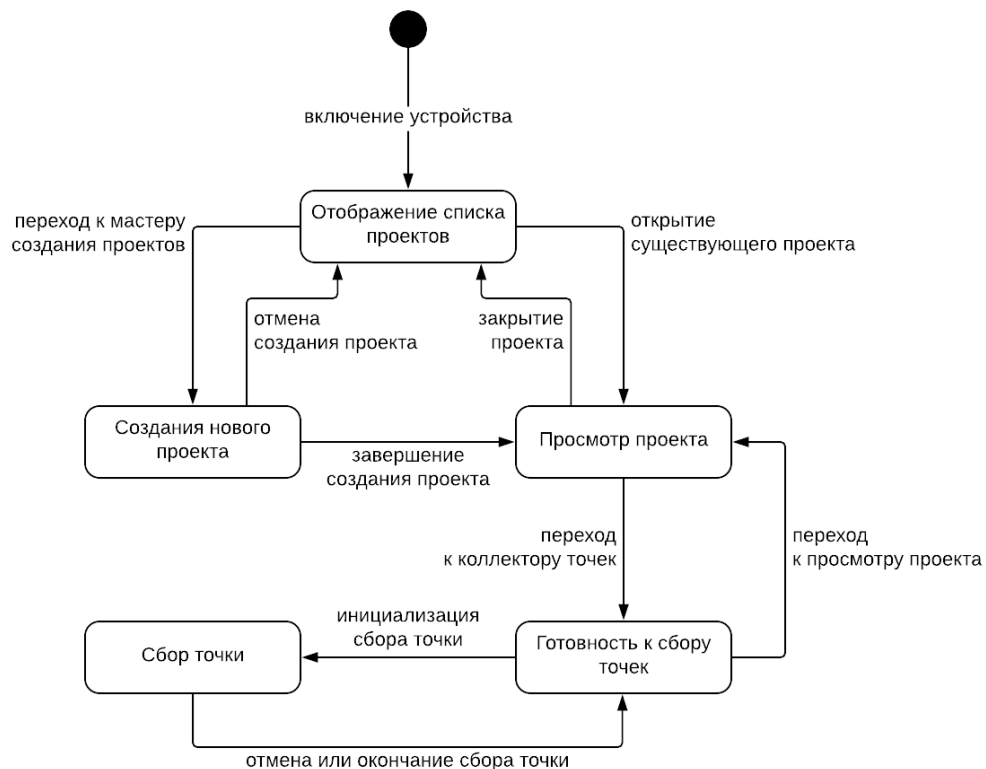 включение устройства
Отображение списка
проектов
переход к мастеру
создания проектов
открытие
существующего проекта
отмена
создания проекта
закрытие
проекта
Создания нового
проекта
завершение
создания проекта
Просмотр проекта
переход
к коллектору точек
переход
к просмотру проекта
инициализация
сбора точки
Сбор точки
Готовность к сбору
точек
отмена или окончание сбора точки